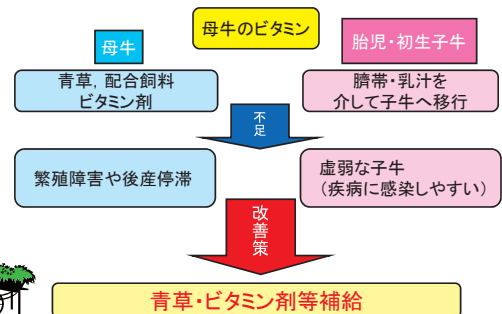 母牛のビタミン
母牛
胎児・初生子牛
青草，配合飼料
ビタミン剤
臍帯・乳汁を
介して子牛へ移行
不足
繁殖障害や後産停滞
虚弱な子牛
（疾病に感染しやすい）
改善策
青草・ビタミン剤等補給